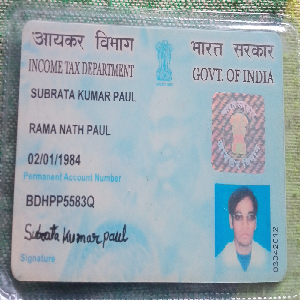 आयकर विभाग भारत सरकार
INCOME TAX DEPARTMENT GOVT. OF INDIA
SUBRATA KUMAR PAUL
RAMA NATH PAUL
02/01/1984
Permanent Account Number
BDHPP5583Q
Subrata Kumar paul
Signature
03042012